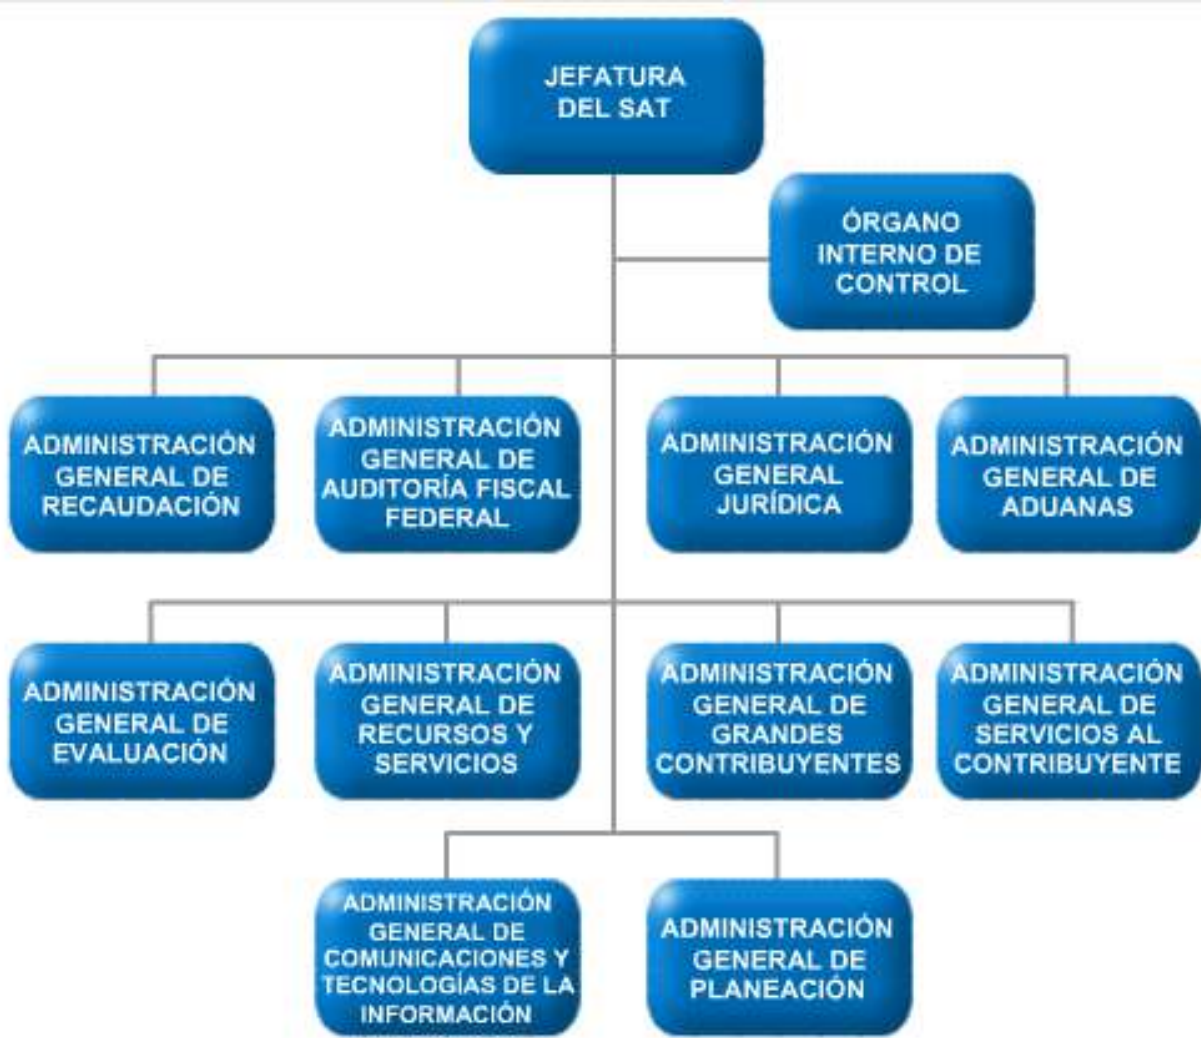 JEFATURA
DEL SAT
ÓRGANO
INTERNO DE
CONTROL
ADMINISTRACIÓN
GENERAL DE
RECAUDACIÓN
ADMINISTRACIÓN
GENERAL DE
AUDITORÍA FISCAL
FEDERAL
ADMINISTRACIÓN
GENERAL
JURÍDICA
ADMINISTRACIÓN
GENERAL DE
ADUANAS
ADMINISTRACIÓN
GENERAL DE
EVALUACIÓN
ADMINISTRACIÓN
GENERAL DE
RECURSOS Y
SERVICIOS
ADMINISTRACIÓN
GENERAL DE
GRANDES
CONTRIBUYENTES
ADMINISTRACIÓN
GENERAL DE
SERVICIOS AL
CONTRIBUYENTE
ADMINISTRACIÓN
GENERAL DE
COMUNICACIONES Y
TECNOLOGÍAS DE LA
INFORMACIÓN
ADMINISTRACIÓN
GENERAL DE
PLANEACIÓN